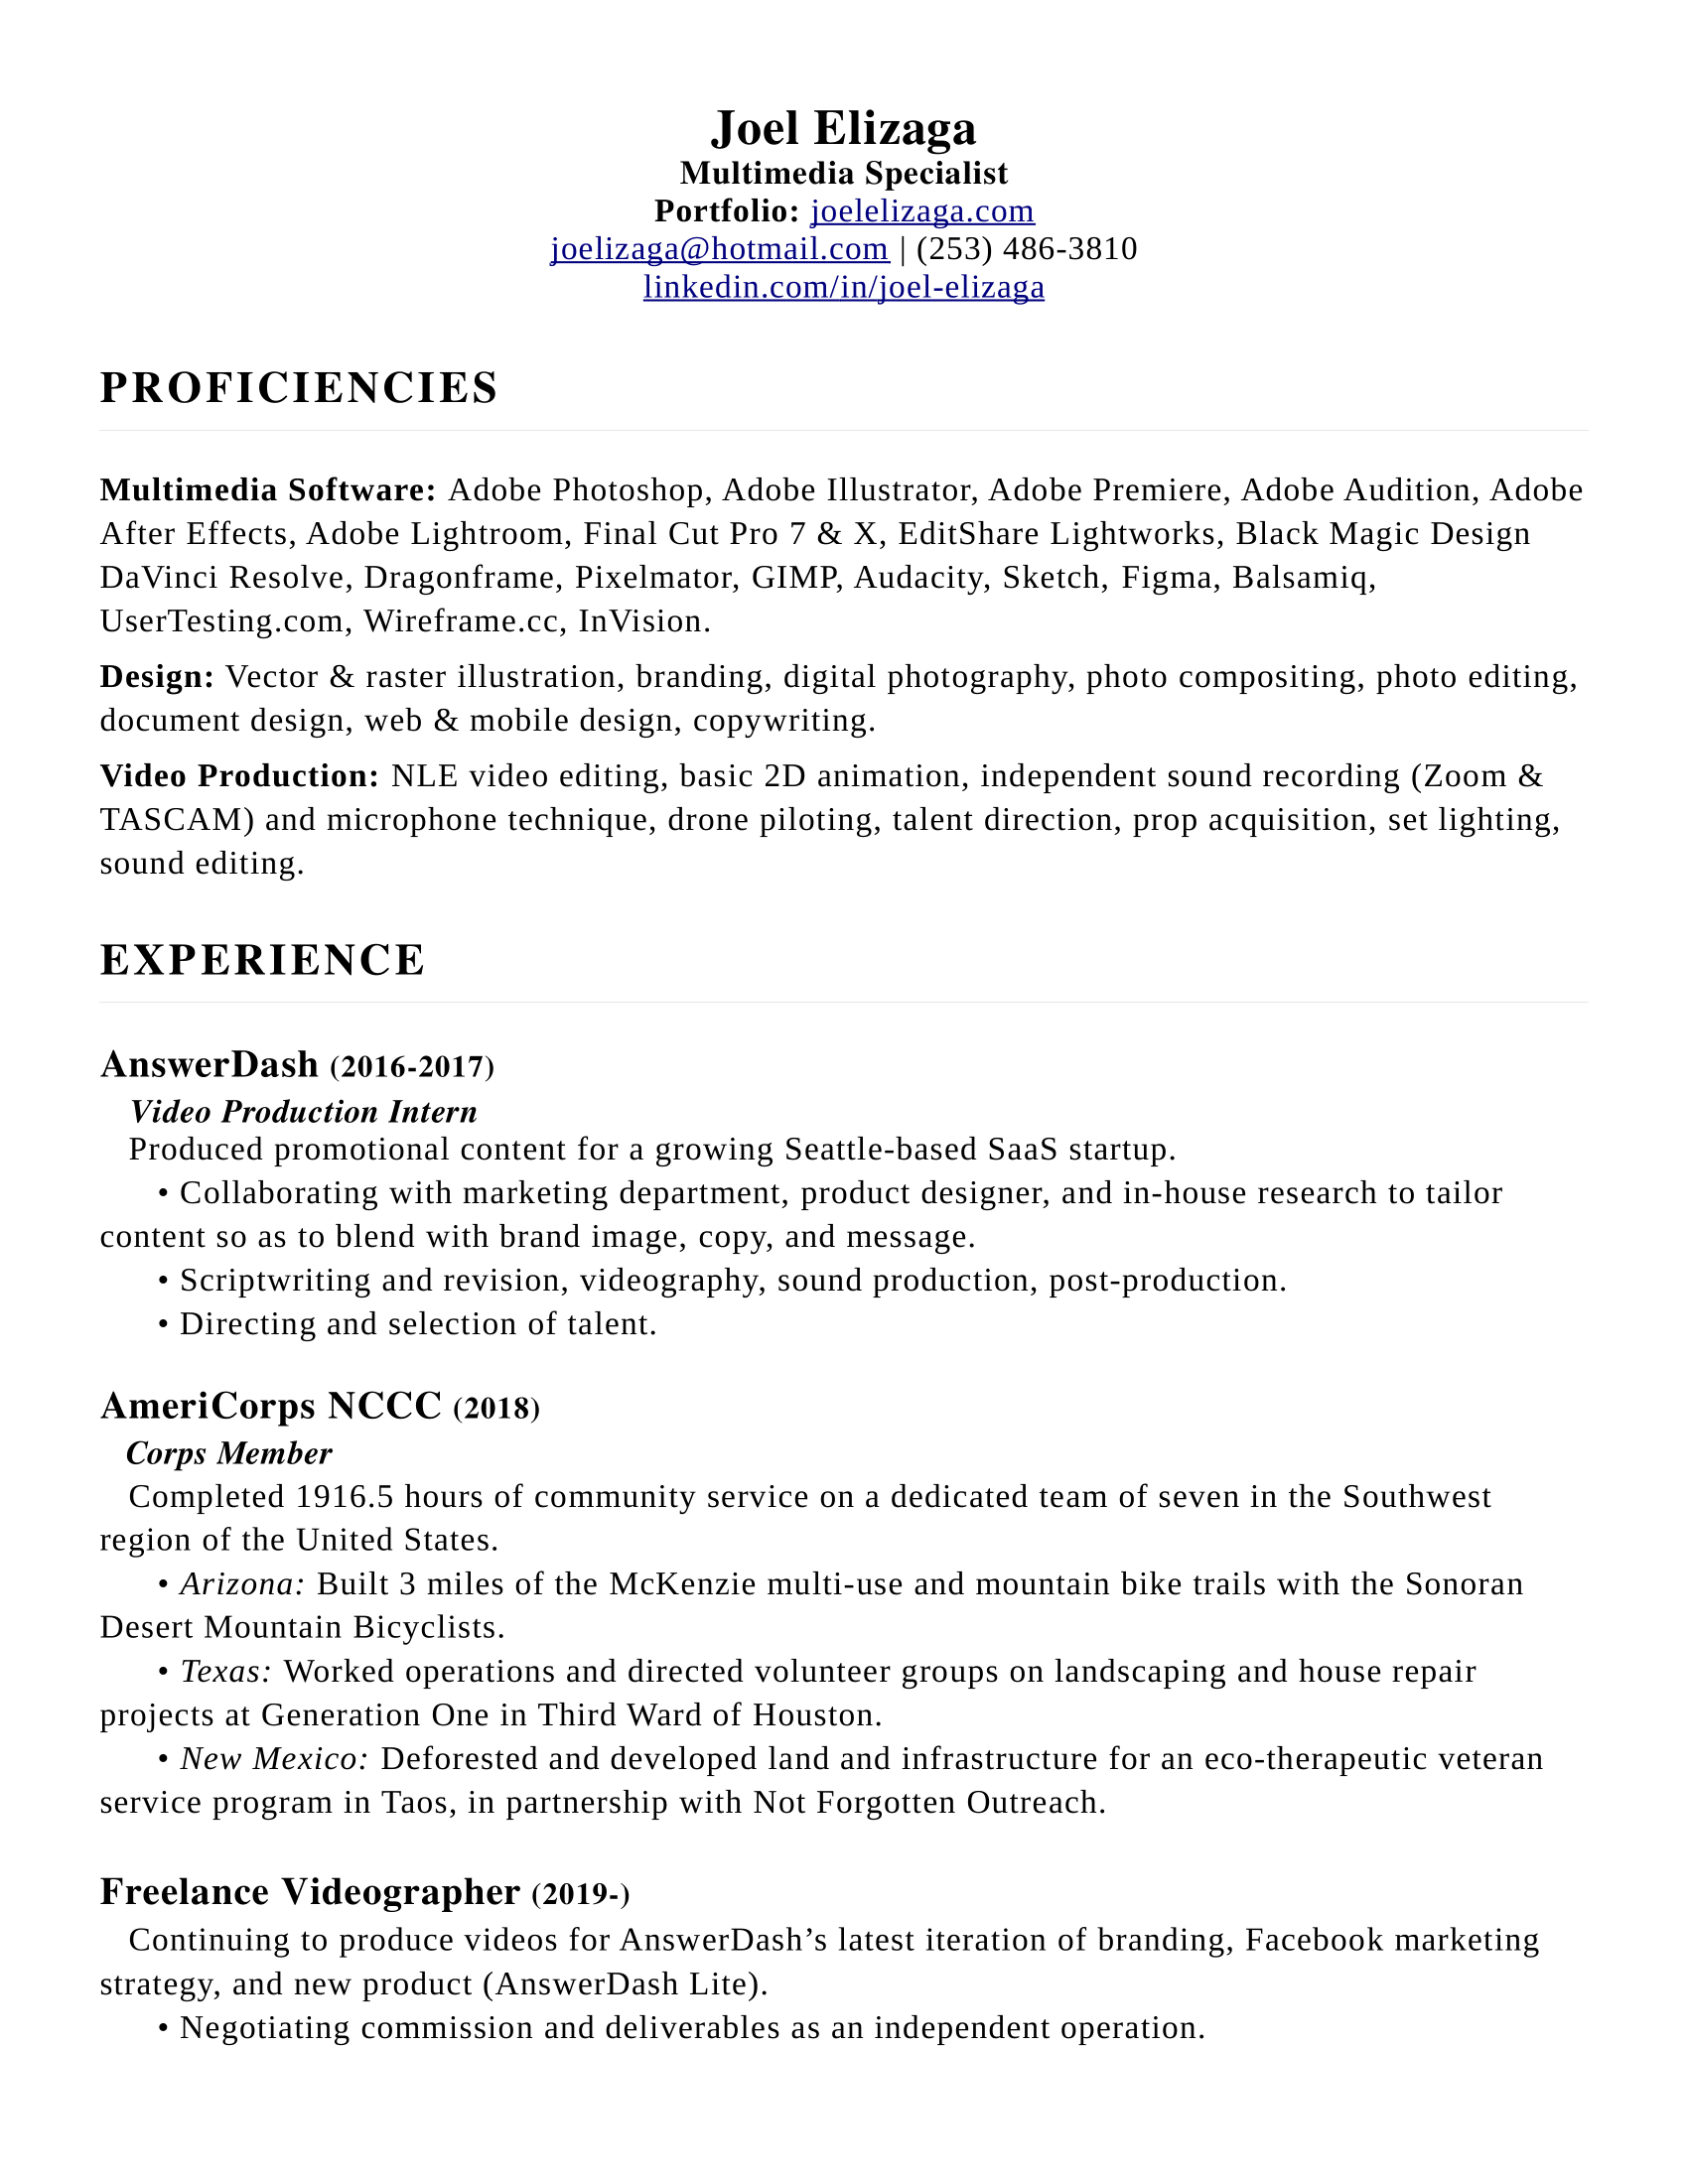 Joel Elizaga
Multimedia Specialist
Portfolio: joelelizaga.com
joelizaga@hotmail.com | (253) 486-3810
linkedin.com/in/joel-elizaga
PROFICIENCIES
Multimedia Software: Adobe Photoshop, Adobe Illustrator, Adobe Premiere, Adobe Audition, Adobe
After Effects, Adobe Lightroom, Final Cut Pro 7 & X, EditShare Lightworks, Black Magic Design
DaVinci Resolve, Dragonframe, Pixelmator, GIMP, Audacity, Sketch, Figma, Balsamiq,
UserTesting.com, Wireframe.cc, InVision.
Design: Vector & raster illustration, branding, digital photography, photo compositing, photo editing,
document design, web & mobile design, copywriting.
Video Production: NLE video editing, basic 2D animation, independent sound recording (Zoom &
TASCAM) and microphone technique, drone piloting, talent direction, prop acquisition, set lighting,
sound editing.
EXPERIENCE
AnswerDash (2016-2017)
Video Production Intern
Produced promotional content for a growing Seattle-based SaaS startup.
• Collaborating with marketing department, product designer, and in-house research to tailor
content so as to blend with brand image, copy, and message.
• Scriptwriting and revision, videography, sound production, post-production.
• Directing and selection of talent.
AmeriCorps NCCC (2018)
Corps Member
Completed 1916.5 hours of community service on a dedicated team of seven in the Southwest
region of the United States.
• Arizona: Built 3 miles of the McKenzie multi-use and mountain bike trails with the Sonoran
Desert Mountain Bicyclists.
• Texas: Worked operations and directed volunteer groups on landscaping and house repair
projects at Generation One in Third Ward of Houston.
• New Mexico: Deforested and developed land and infrastructure for an eco-therapeutic veteran
service program in Taos, in partnership with Not Forgotten Outreach.
Freelance Videographer (2019-)
Continuing to produce videos for AnswerDash’s latest iteration of branding, Facebook marketing
strategy, and new product (AnswerDash Lite).
• Negotiating commission and deliverables as an independent operation.